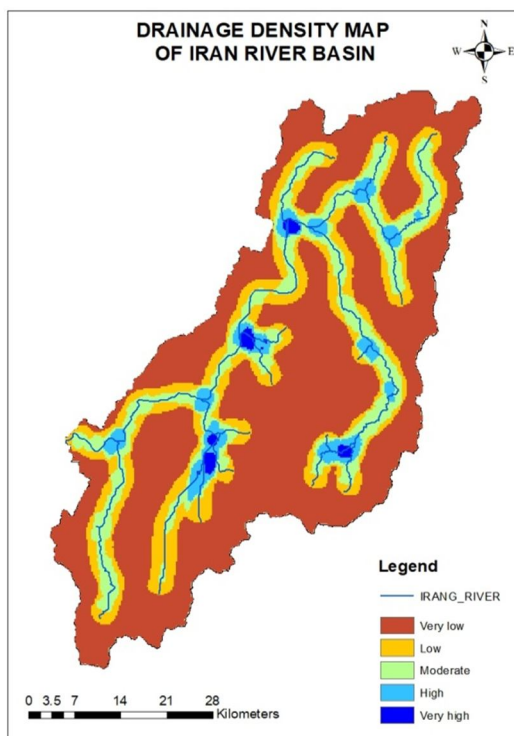 DRAINAGE DENSITY MAP
OF IRAN RIVER BASIN
N
W E
S
Legend
IRANG_RIVER
Very low
Low
Moderate
High
Very high
0 3.5 7 14 21 28
Kilometers